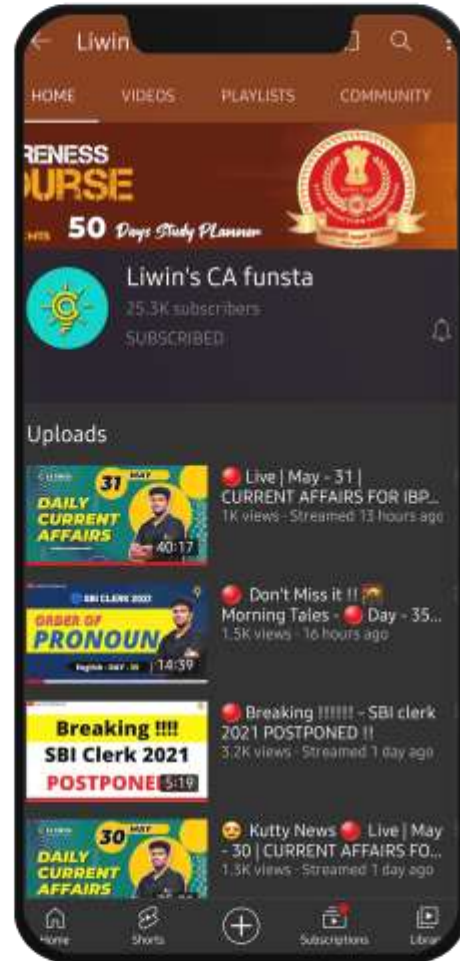 Liwin
HOME VIDEOS PLAYLISTS COMMUNITY
RENESS
URSE
HTS 50 Days Study PLanner
Liwin's CA funsta
25.3K subscribers
SUBSCRIBED
Uploads
31 MAY
DAILY
CURRENT
AFFAIRS
40:17
🔴 Live | May - 31 |
CURRENT AFFAIRS FOR IBP...
1K views · Streamed 13 hours ago
SBI CLERK 2021
ORDER OF
PRONOUN
English - DAY - 35
14:39
🔴 Don't Miss it !! 🌇
Morning Tales - 🔴 Day - 35...
1.5K views · 16 hours ago
Breaking !!!!
SBI Clerk 2021
POSTPONE
5:19
🔴 Breaking !!!!!! - SBI clerk
2021 POSTPONED !!
3.2K views · Streamed 1 day ago
30 MAY
DAILY
CURRENT
AFFAIRS
Kutty News 🔴 Live | May
- 30 | CURRENT AFFAIRS FO...
1.3K views · Streamed 1 day ago
Home Shorts Subscriptions Librar